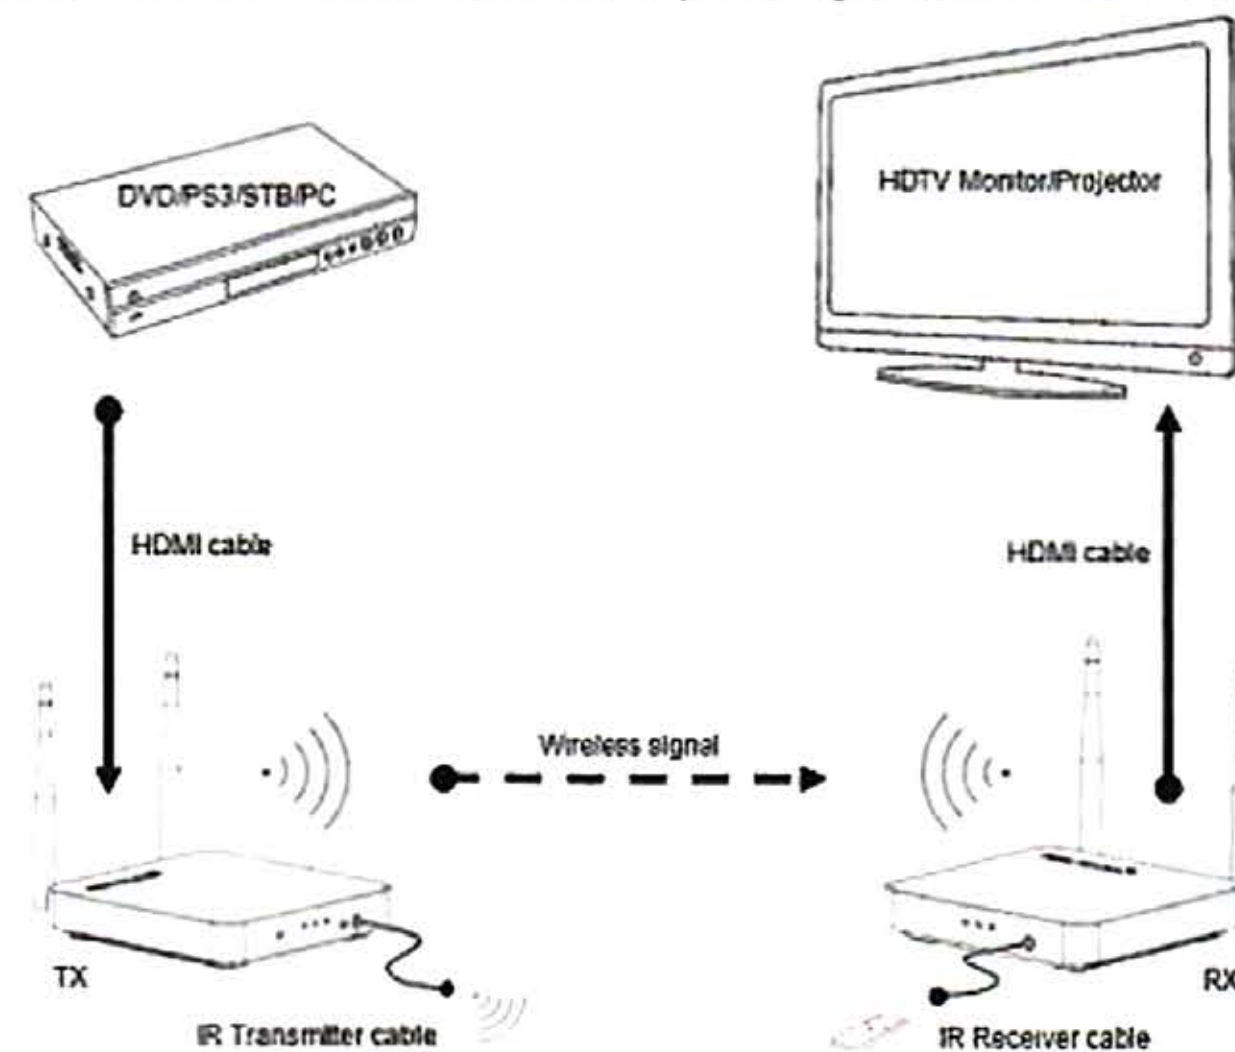 DVD/PS3/STB/PC
HDTV Monitor/Projector
HDMI cable
HDMI cable
Wireless signal
TX
RX
IR Transmitter cable
IR Receiver cable